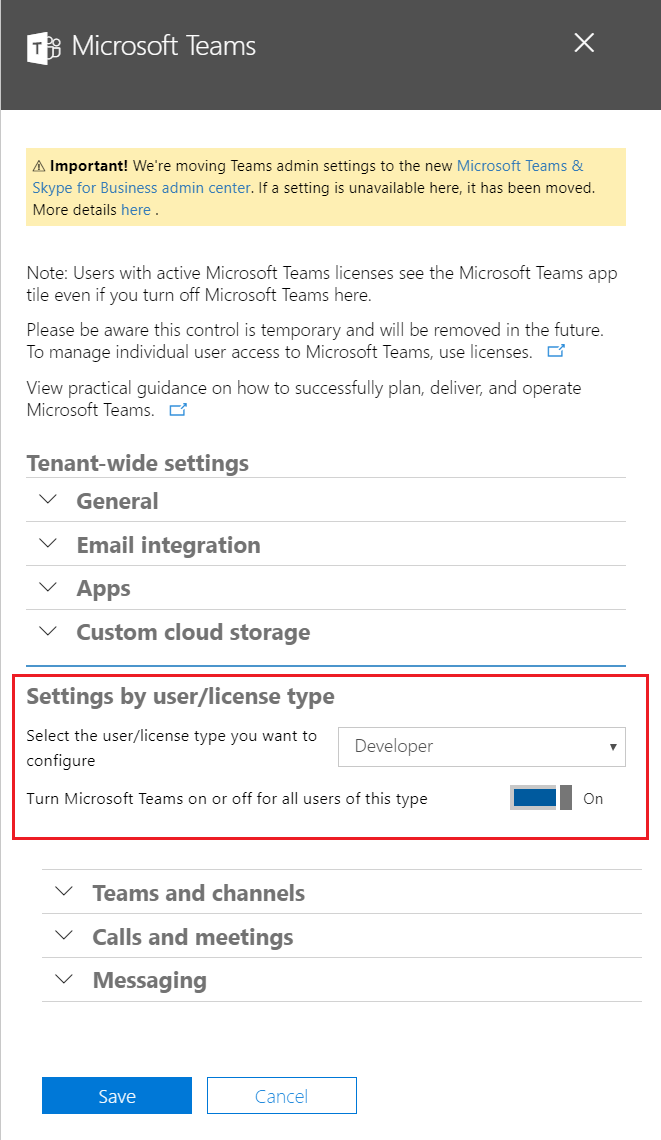 T Microsoft Teams
⚠ Important! We're moving Teams admin settings to the new Microsoft Teams &
Skype for Business admin center. If a setting is unavailable here, it has been moved.
More details here .
Note: Users with active Microsoft Teams licenses see the Microsoft Teams app
tile even if you turn off Microsoft Teams here.
Please be aware this control is temporary and will be removed in the future.
To manage individual user access to Microsoft Teams, use licenses.
View practical guidance on how to successfully plan, deliver, and operate
Microsoft Teams.
Tenant-wide settings
General
Email integration
Apps
Custom cloud storage
Settings by user/license type
Select the user/license type you want to
configure
Developer
Turn Microsoft Teams on or off for all users of this type
On
Teams and channels
Calls and meetings
Messaging
Save
Cancel